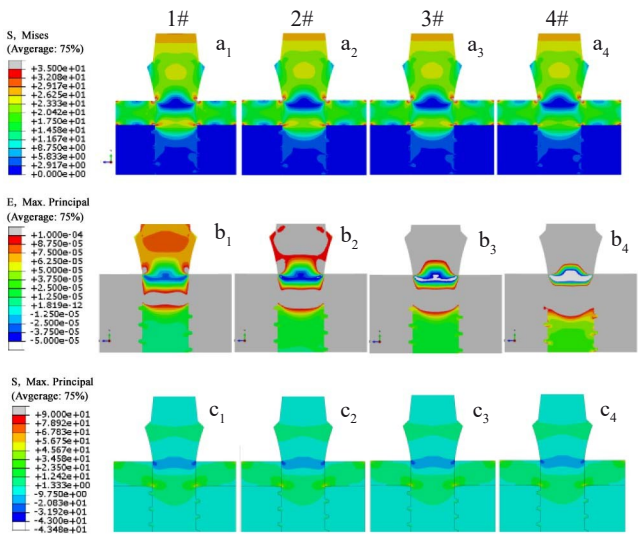 1# 2# 3# 4#
S, Mises
(Avgerage: 75%)
+3.500e+01
+3.208e+01
+2.917e+01
+2.625e+01
+2.333e+01
+2.042e+01
+1.750e+01
+1.458e+01
+1.167e+01
+8.750e+00
+5.833e+00
+2.917e+00
+0.000e+00
a1 a2 a3 a4
E, Max. Principal
(Avgerage: 75%)
+1.000e-04
+8.750e-05
+7.500e-05
+6.250e-05
+5.000e-05
+3.750e-05
+2.500e-05
+1.250e-05
+1.819e-12
-1.250e-05
-2.500e-05
-3.750e-05
-5.000e-05
b1 b2 b3 b4
S, Max. Principal
(Avgerage: 75%)
+9.000e+01
+7.892e+01
+6.783e+01
+5.675e+01
+4.567e+01
+3.458e+01
+2.350e+01
+1.242e+01
+1.333e+00
-9.750e+00
-2.083e+01
-3.192e+01
-4.300e+01
-4.348e+01
c1 c2 c3 c4